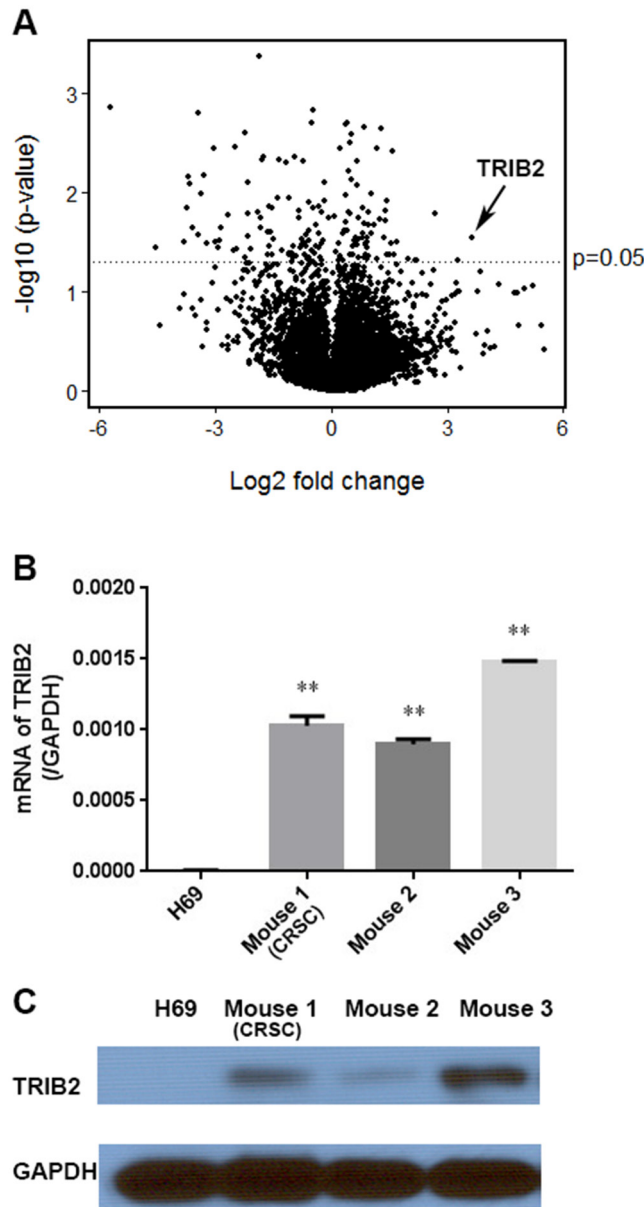 A
3
2
1
0
-log10 (p-value)
TRIB2
p=0.05
-6 -3 0 3 6
Log2 fold change
B
0.0020
0.0015
0.0010
0.0005
0.0000
mRNA of TRIB2
(/GAPDH)
**
**
**
H69
Mouse 1
(CRSC)
Mouse 2
Mouse 3
C
H69 Mouse 1 Mouse 2 Mouse 3
(CRSC)
TRIB2
GAPDH